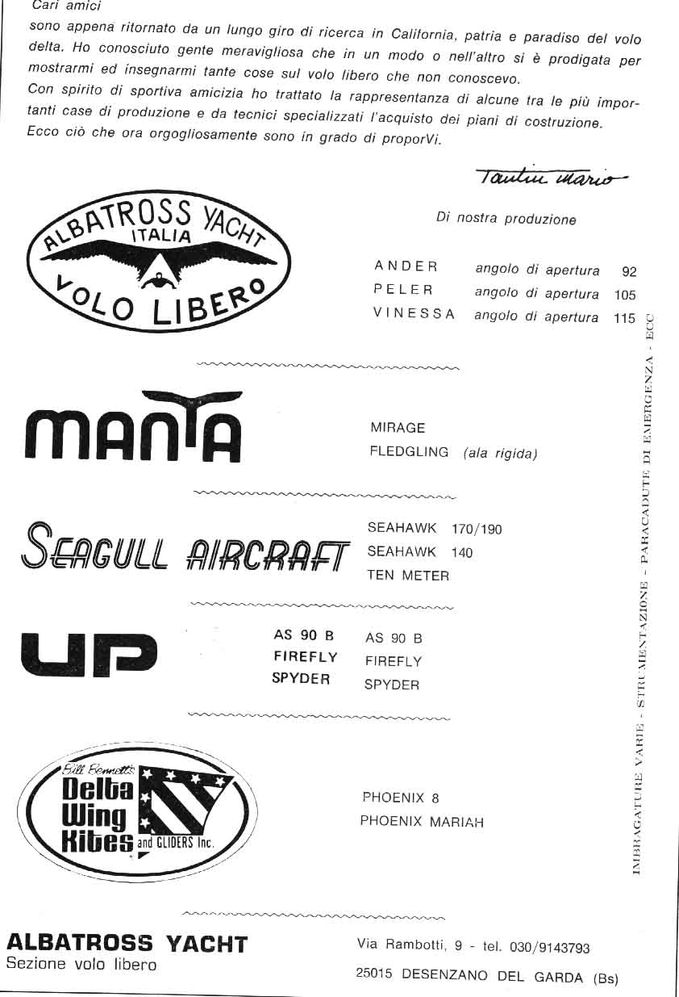 Cari amici
sono appena ritornato da un lungo giro di ricerca in California, patria e paradiso del volo
delta. Ho conosciuto gente meravigliosa che in un modo o nell'altro si è prodigata per
mostrarmi ed insegnarmi tante cose sul volo libero che non conoscevo.
Con spirito di sportiva amicizia ho trattato la rappresentanza di alcune tra le più impor-
tanti case di produzione e da tecnici specializzati l'acquisto dei piani di costruzione.
Ecco ciò che ora orgogliosamente sono in grado di proporVi.
Mario
ALBATROSS YACHT
ITALIA
VOLO LIBERO
Di nostra produzione
ANDER angolo di apertura 92
PELER angolo di apertura 105
VINESSA angolo di apertura 115
MANTA
MIRAGE
FLEDGLING (ala rigida)
SEAGULL AIRCRAFT
SEAHAWK 170/190
SEAHAWK 140
TEN METER
UP
AS 90 B AS 90 B
FIREFLY FIREFLY
SPYDER SPYDER
Bill Bennett's
Delta
Wing
Kites
and GLIDERS Inc.
PHOENIX 8
PHOENIX MARIAH
IMBRAGATURE VARIE - STRUMENTAZIONE - PARACADUTE DI EMERGENZA - ECC
ALBATROSS YACHT
Sezione volo libero
Via Rambotti, 9 - tel. 030/9143793
25015 DESENZANO DEL GARDA (Bs)